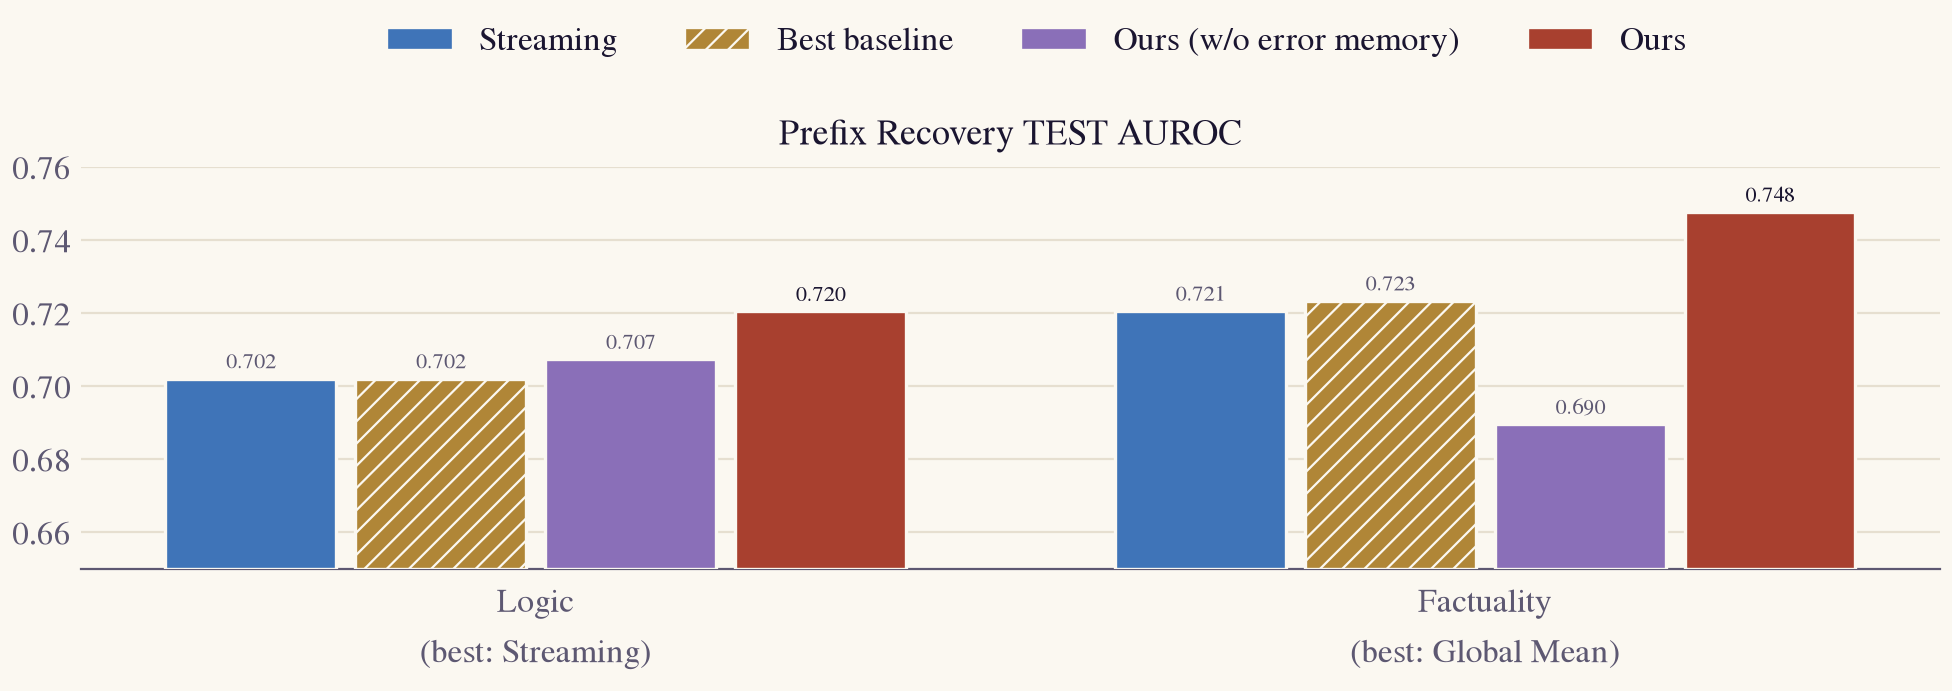 Streaming Best baseline Ours (w/o error memory) Ours
Prefix Recovery TEST AUROC
0.76
0.748
0.74
0.720 0.721 0.723
0.72
0.702 0.702 0.707
0.70
0.690
0.68
0.66
Logic Factuality
(best: Streaming) (best: Global Mean)